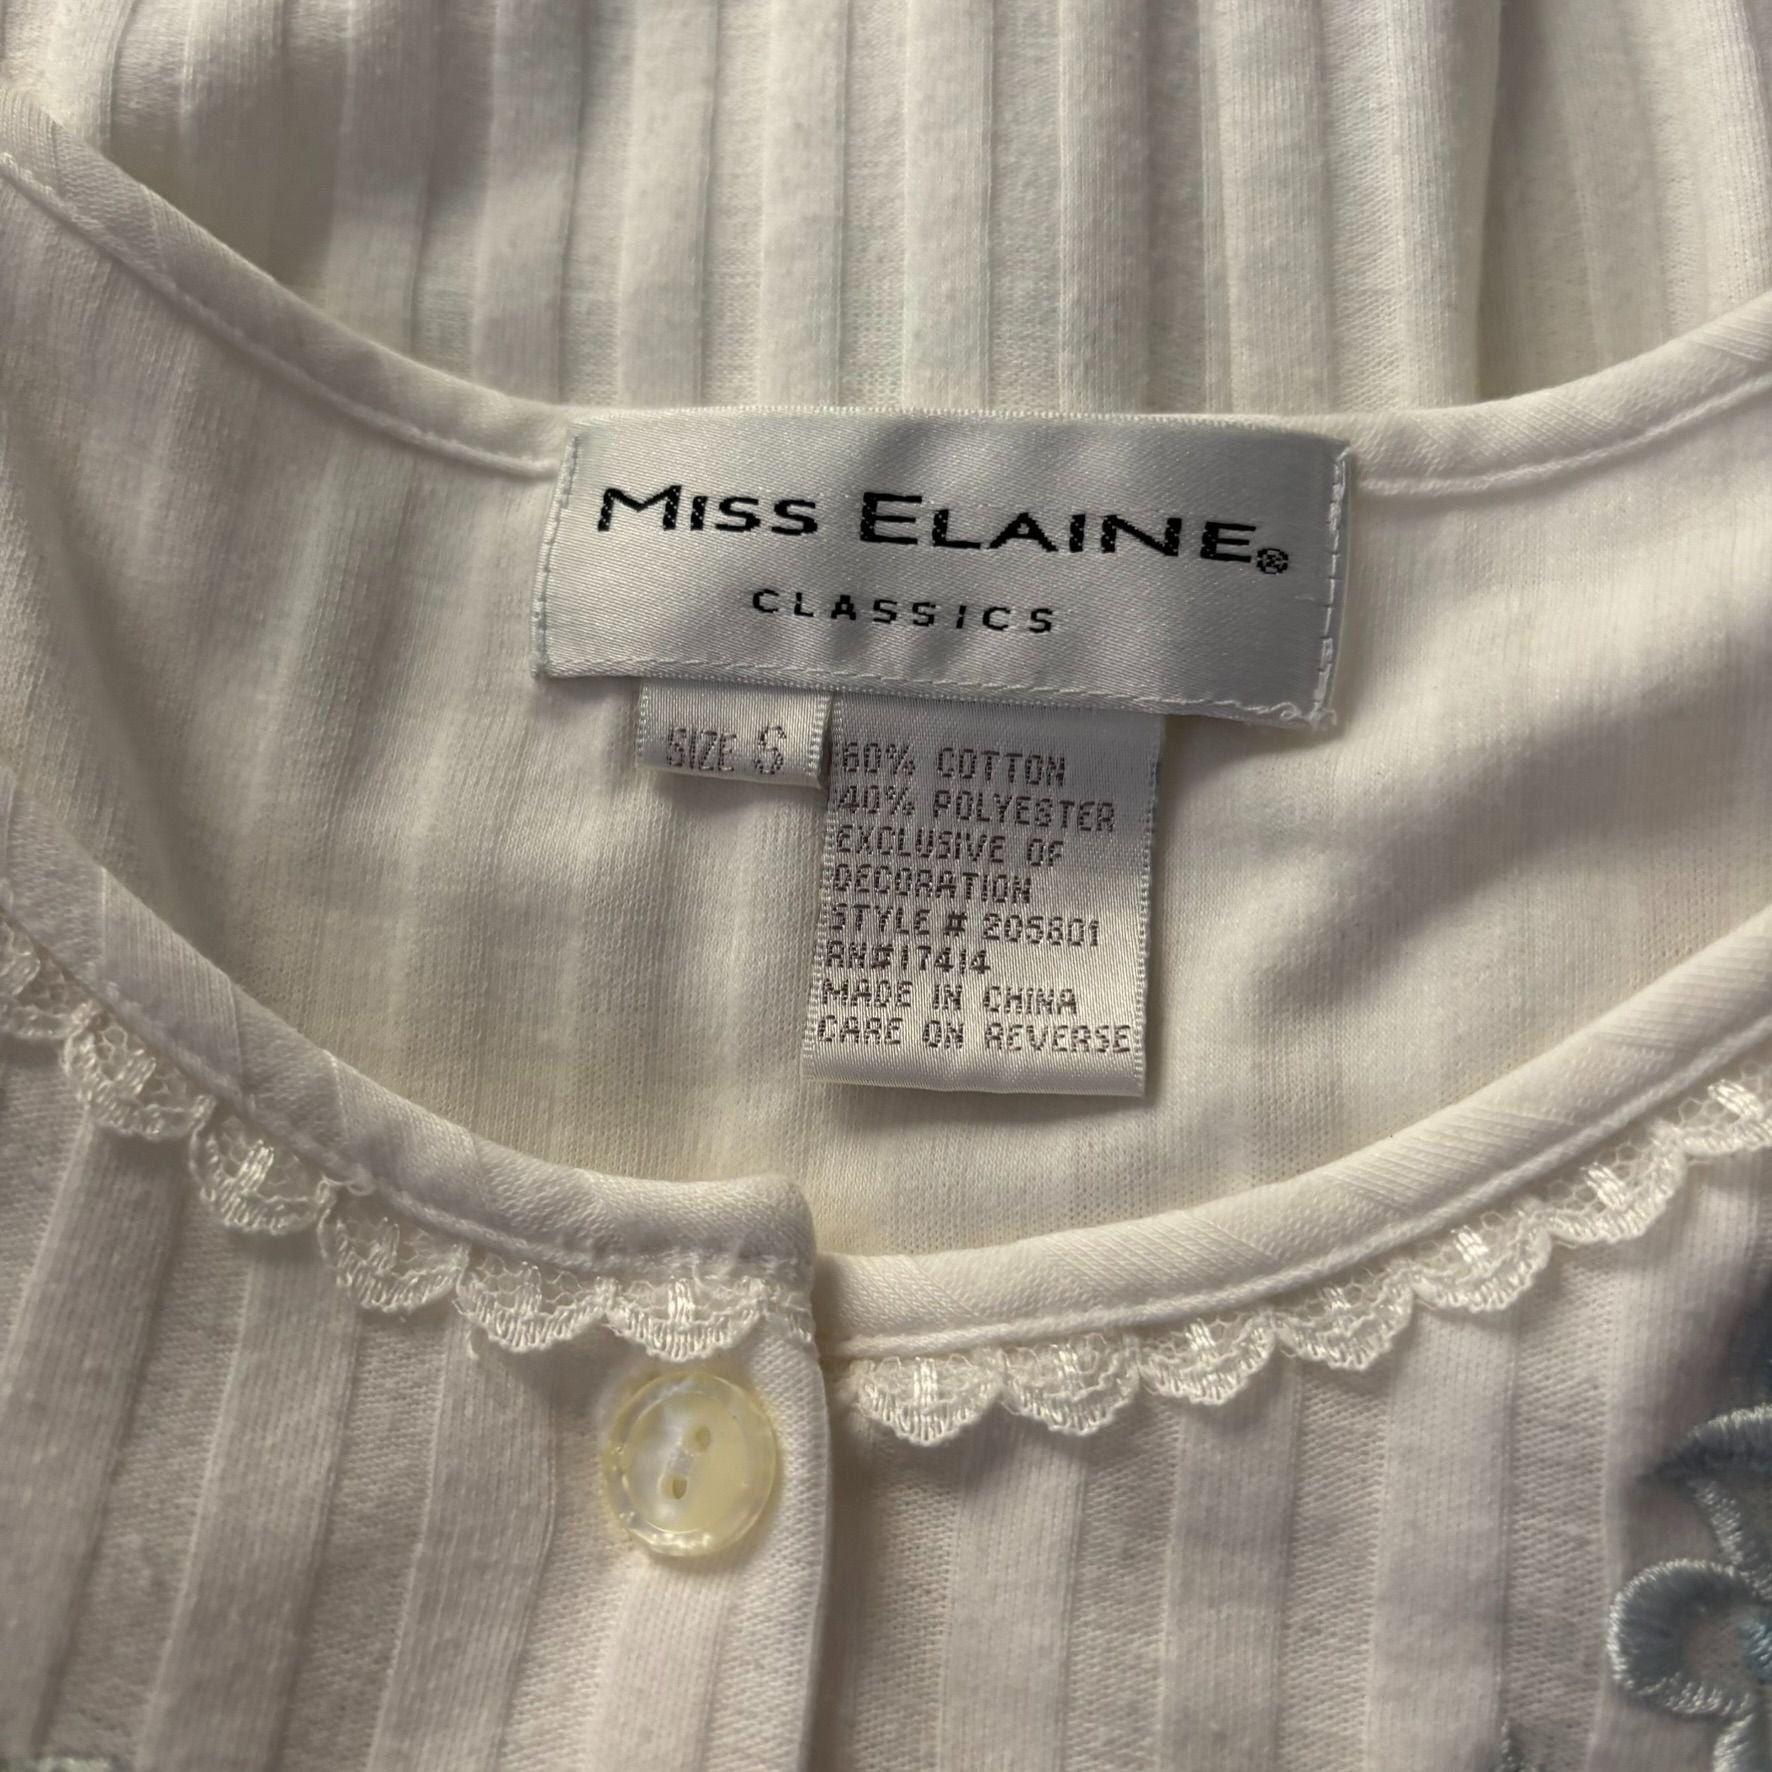 MISS ELAINE®
CLASSICS
SIZE S
60% COTTON
40% POLYESTER
EXCLUSIVE OF
DECORATION
STYLE # 205801
RN#17414
MADE IN CHINA
CARE ON REVERSE